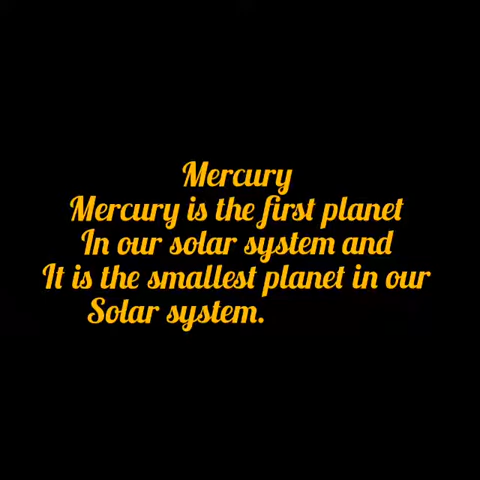 Mercury
Mercury is the first planet
In our solar system and
It is the smallest planet in our
Solar system.